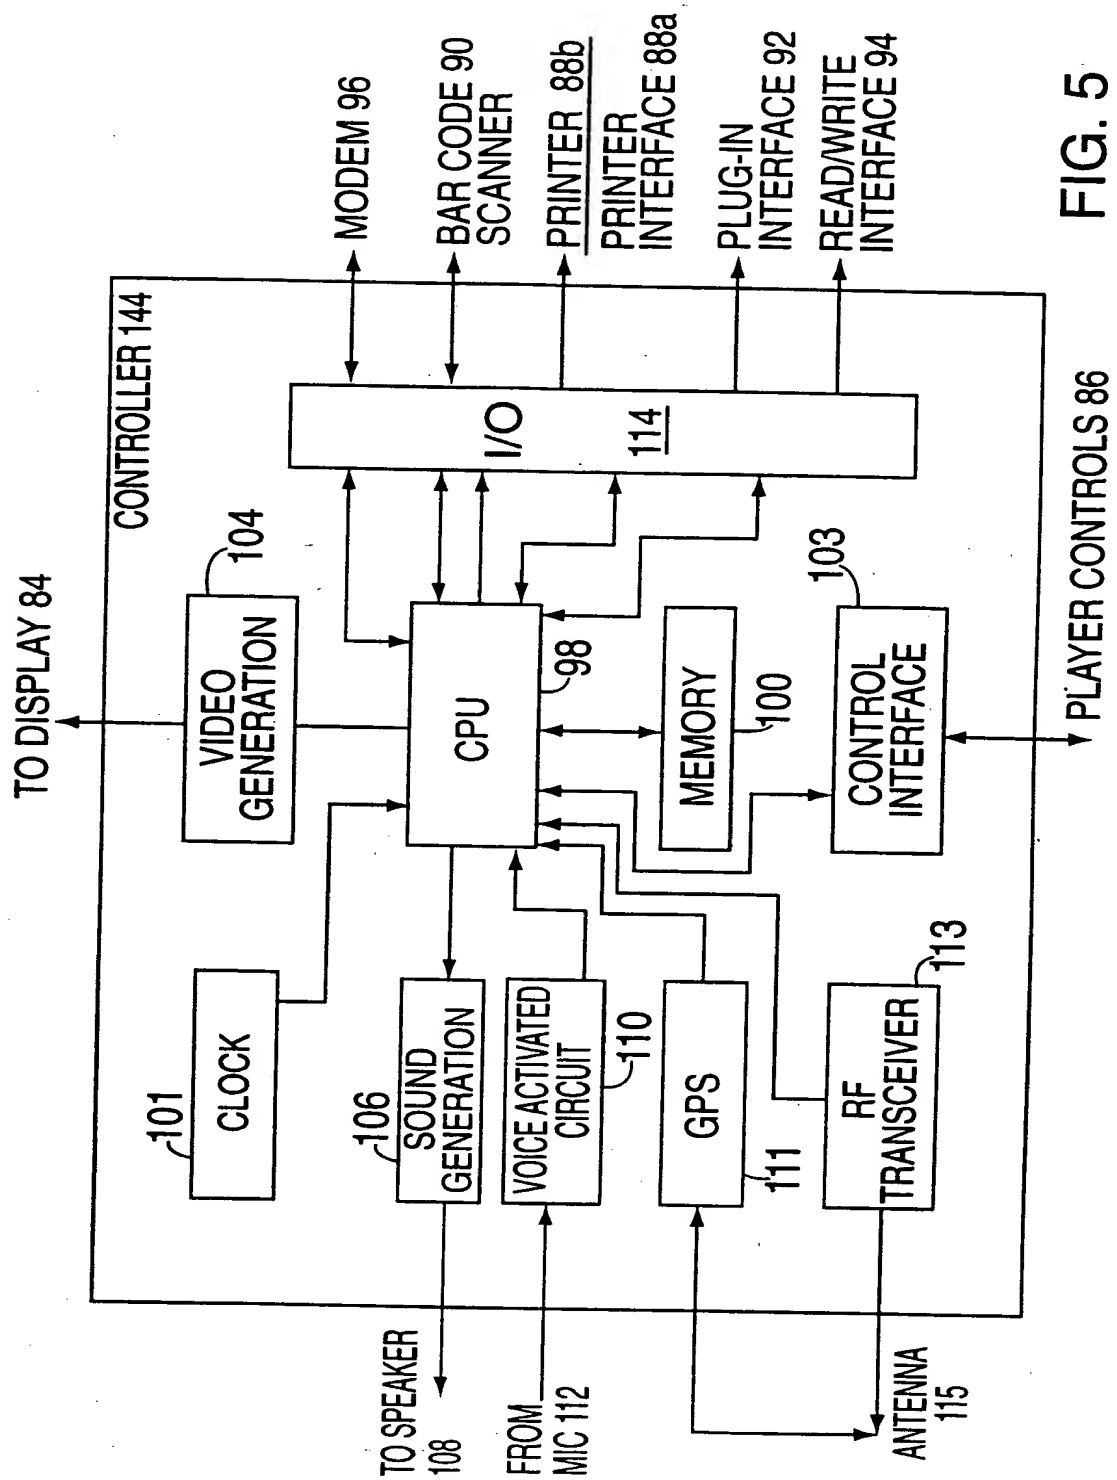 TO DISPLAY 84
CONTROLLER 144
101
CLOCK
VIDEO
GENERATION
104
MODEM 96
BAR CODE 90
SCANNER
PRINTER 88b
PRINTER
INTERFACE 88a
PLUG-IN
INTERFACE 92
READ/WRITE
INTERFACE 94
TO SPEAKER
108
106
SOUND
GENERATION
CPU
98
I/O
114
FROM
MIC 112
VOICE ACTIVATED
CIRCUIT
110
GPS
111
MEMORY
100
ANTENNA
115
RF
TRANSCEIVER
113
CONTROL
INTERFACE
103
PLAYER CONTROLS 86
FIG. 5